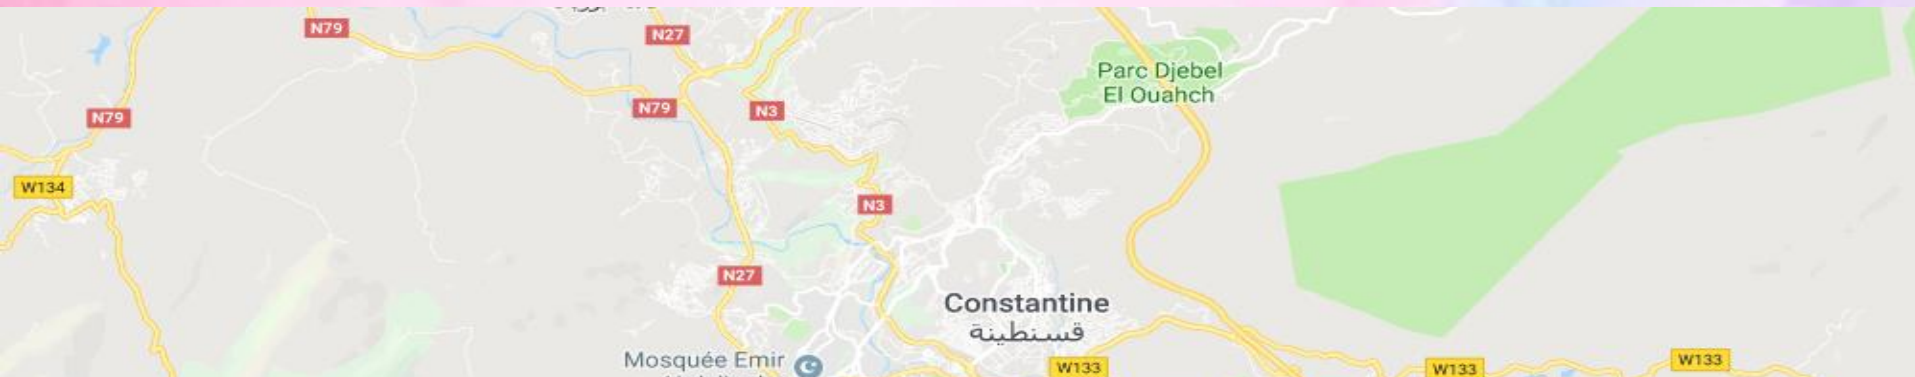 N79
N27
Parc Djebel
El Ouahch
N79
N3
N79
W134
N3
N27
Constantine
قسنطينة
Mosquée Emir
W133
W133
W133